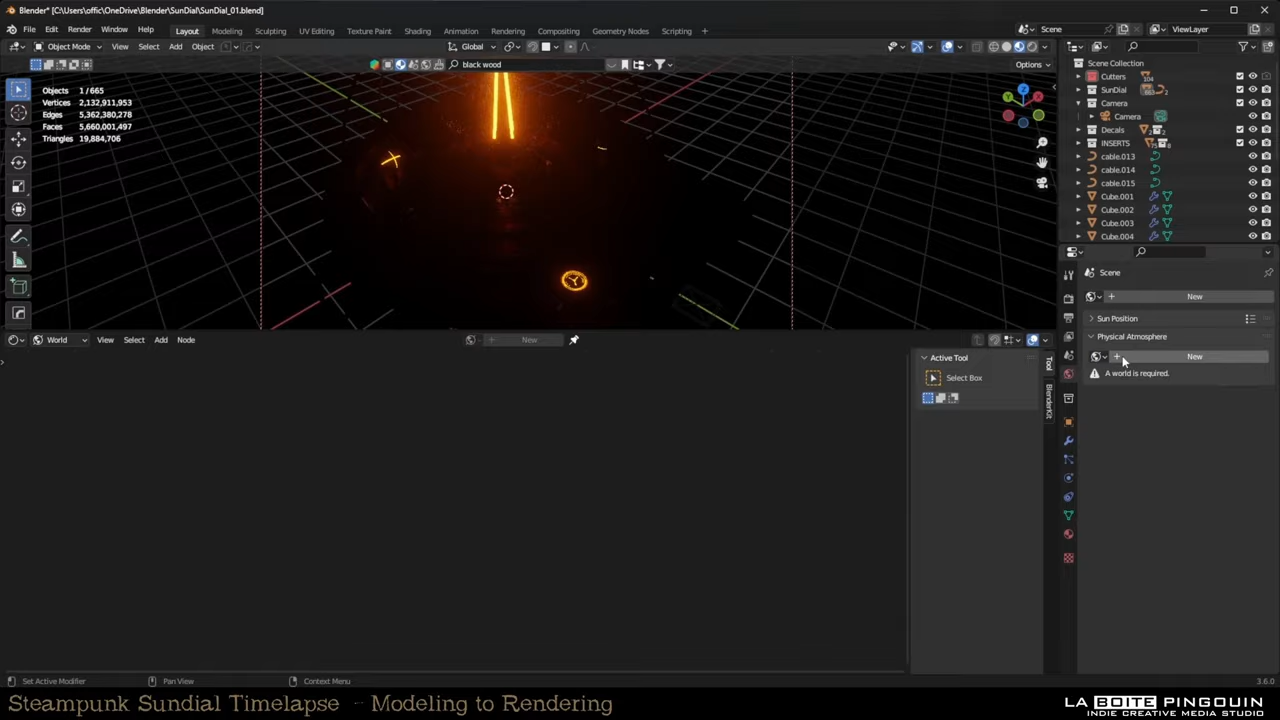 Blender* [C:\Users\offic\OneDrive\Blender\SunDial\SunDial_01.blend]
File Edit Render Window Help Layout Modeling Sculpting UV Editing Texture Paint Shading Animation Rendering Compositing Geometry Nodes Scripting + Scene ViewLayer
Object Mode View Select Add Object Global
black wood Options
Objects 1 / 665
Vertices 2,132,911,953
Edges 5,362,380,278
Faces 5,660,001,497
Triangles 19,884,706
Scene Collection
Cutters 104
SunDial
Camera
Camera
Decals
INSERTS
cable.013
cable.014
cable.015
Cube.001
Cube.002
Cube.003
Cube.004
Scene
New
Sun Position
Physical Atmosphere
New
A world is required.
World View Select Add Node New
Active Tool
Select Box
Tool
BlenderKit
Set Active Modifier Pan View Context Menu 3.6.0
Steampunk Sundial Timelapse - Modeling to Rendering
LA BOITE PINGOUIN
INDIE CREATIVE MEDIA STUDIO